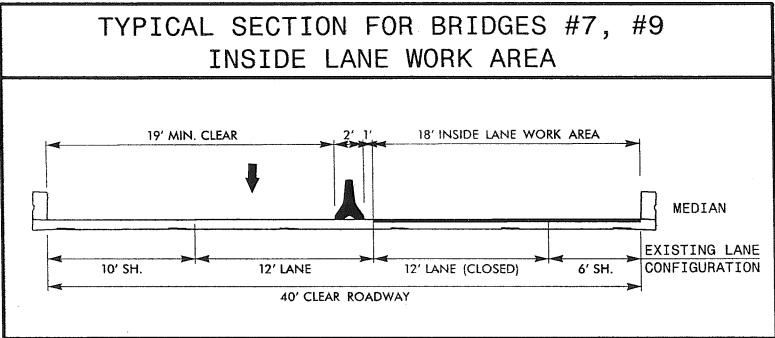 TYPICAL SECTION FOR BRIDGES #7, #9
INSIDE LANE WORK AREA
19' MIN. CLEAR
2'
1'
18' INSIDE LANE WORK AREA
MEDIAN
10' SH.
12' LANE
12' LANE (CLOSED)
6' SH.
EXISTING LANE
CONFIGURATION
40' CLEAR ROADWAY